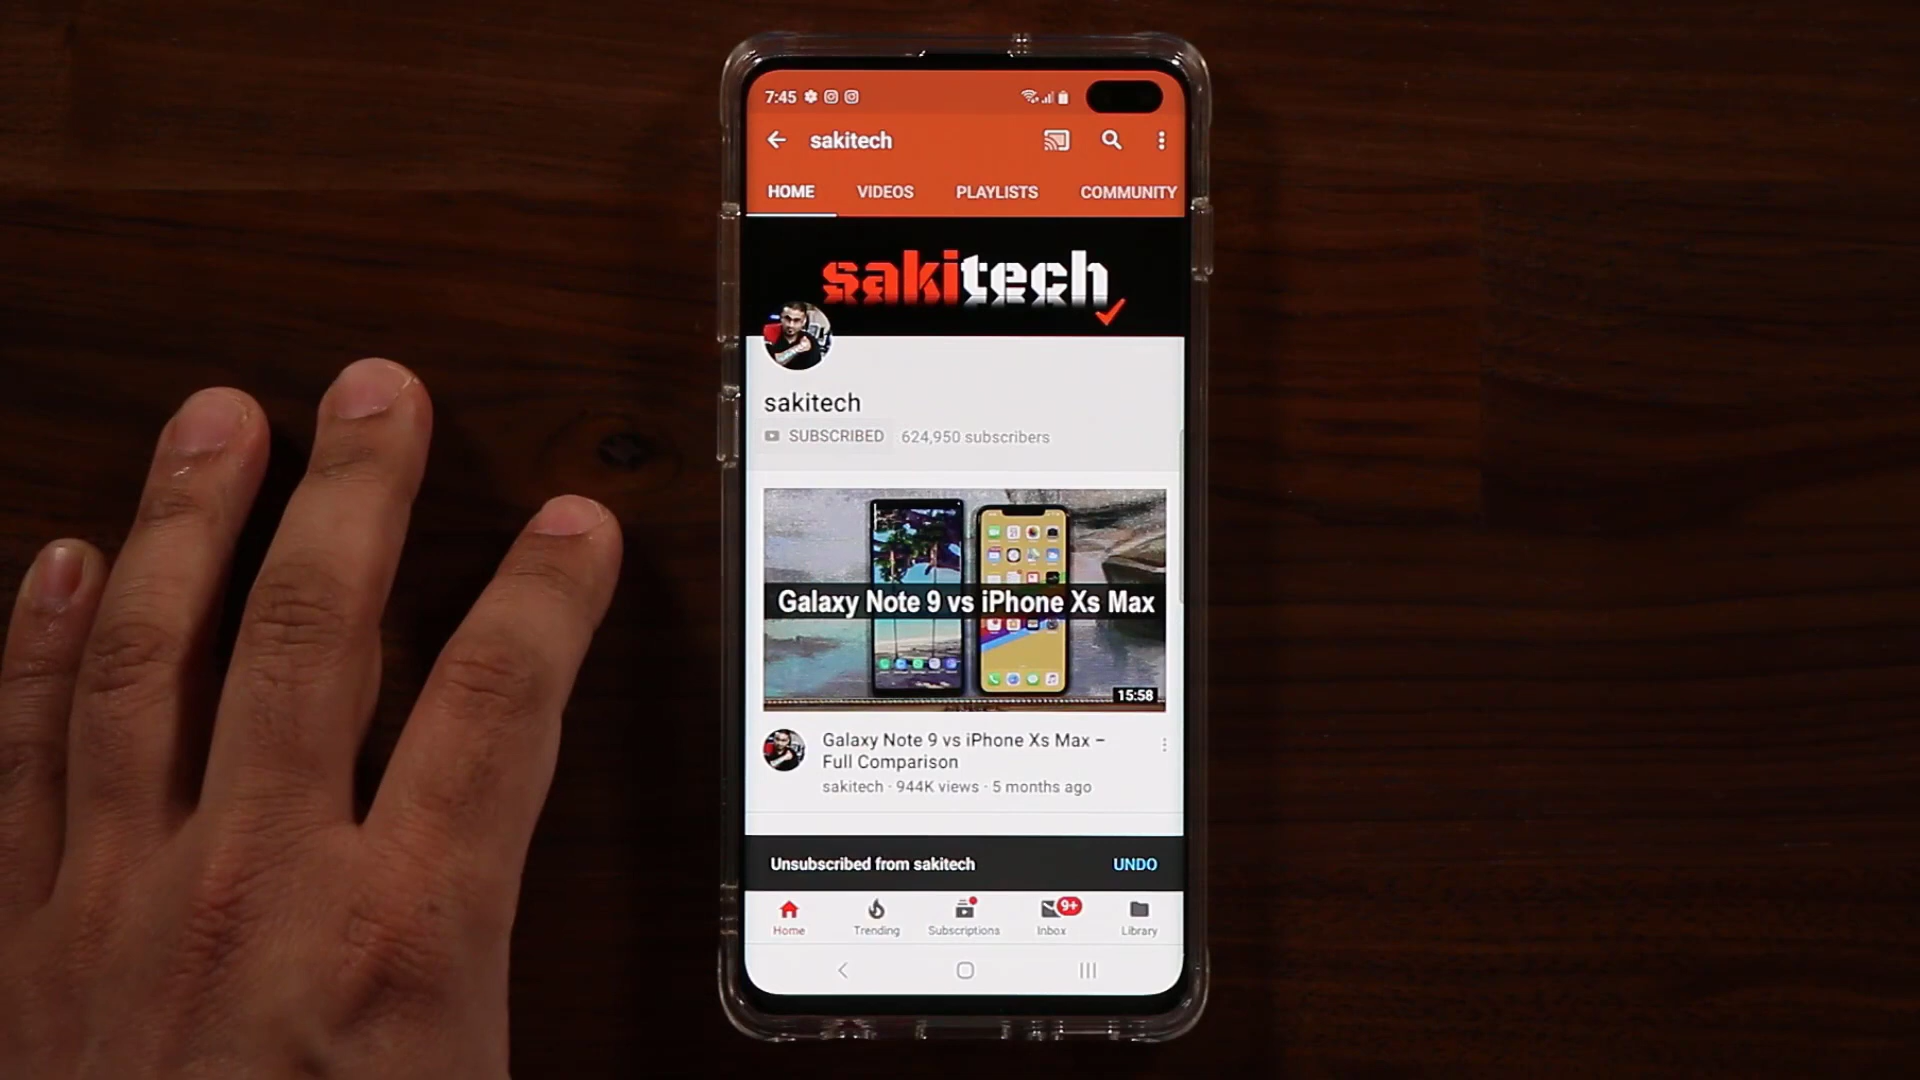 7:45
sakitech
HOME VIDEOS PLAYLISTS COMMUNITY
sakitech
sakitech
SUBSCRIBED 624,950 subscribers
Galaxy Note 9 vs iPhone Xs Max
15:58
Galaxy Note 9 vs iPhone Xs Max –
Full Comparison
sakitech · 944K views · 5 months ago
Unsubscribed from sakitech UNDO
9+
Home Trending Subscriptions Inbox Library